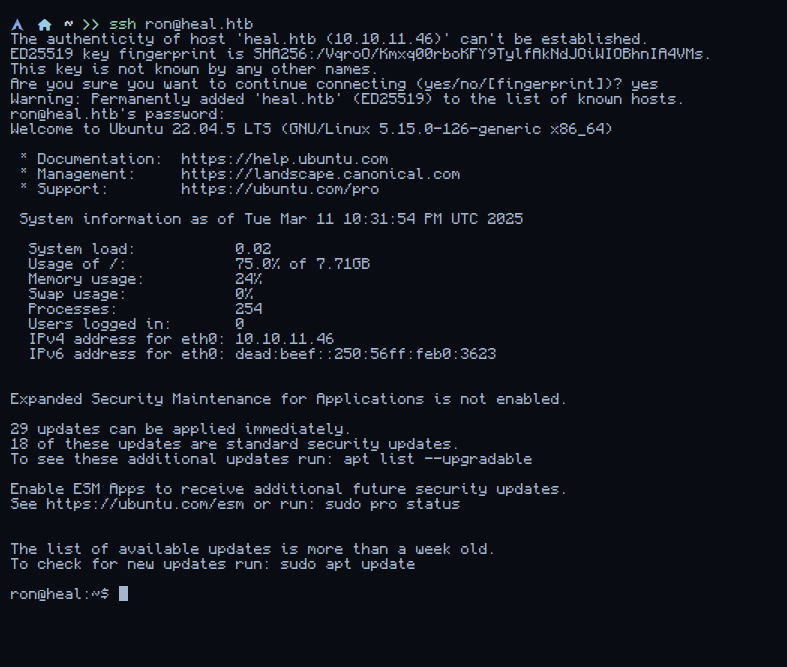 ~ >> ssh ron@heal.htb
The authenticity of host 'heal.htb (10.10.11.46)' can't be established.
ED25519 key fingerprint is SHA256:/VqroO/Kmxq00rboKFY9TylfAkNdJOiWIOBhnIA4VMs.
This key is not known by any other names.
Are you sure you want to continue connecting (yes/no/[fingerprint])? yes
Warning: Permanently added 'heal.htb' (ED25519) to the list of known hosts.
ron@heal.htb's password:
Welcome to Ubuntu 22.04.5 LTS (GNU/Linux 5.15.0-126-generic x86_64)
* Documentation:  https://help.ubuntu.com
* Management:     https://landscape.canonical.com
* Support:        https://ubuntu.com/pro
System information as of Tue Mar 11 10:31:54 PM UTC 2025
System load:           0.02
Usage of /:            75.0% of 7.71GB
Memory usage:          24%
Swap usage:            0%
Processes:             254
Users logged in:       0
IPv4 address for eth0: 10.10.11.46
IPv6 address for eth0: dead:beef::250:56ff:feb0:3623
Expanded Security Maintenance for Applications is not enabled.
29 updates can be applied immediately.
18 of these updates are standard security updates.
To see these additional updates run: apt list --upgradable
Enable ESM Apps to receive additional future security updates.
See https://ubuntu.com/esm or run: sudo pro status
The list of available updates is more than a week old.
To check for new updates run: sudo apt update
ron@heal:~$